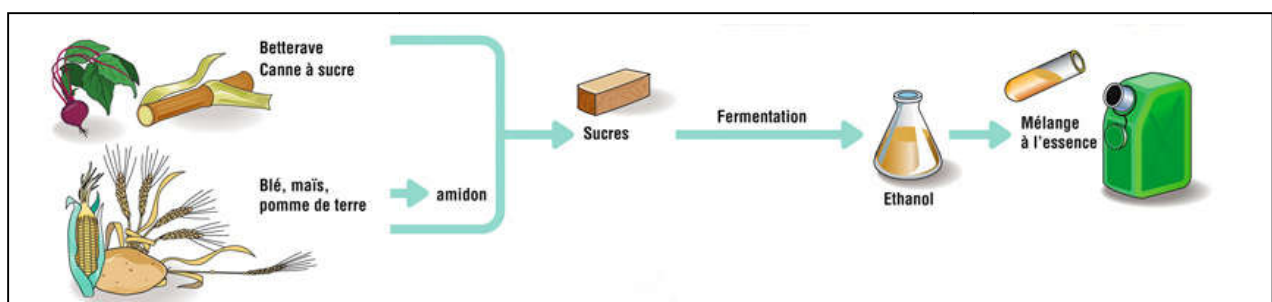 Betterave
Canne à sucre
Blé, maïs,
pomme de terre
amidon
Sucres
Fermentation
Ethanol
Mélange
à l'essence